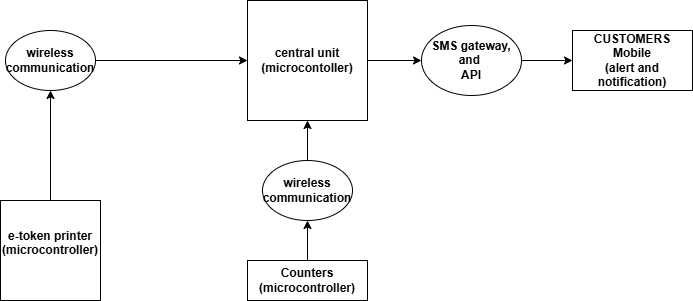 wireless
communication
central unit
(microcontoller)
SMS gateway,
and
API
CUSTOMERS
Mobile
(alert and
notification)
wireless
communication
e-token printer
(microcontroller)
Counters
(microcontroller)